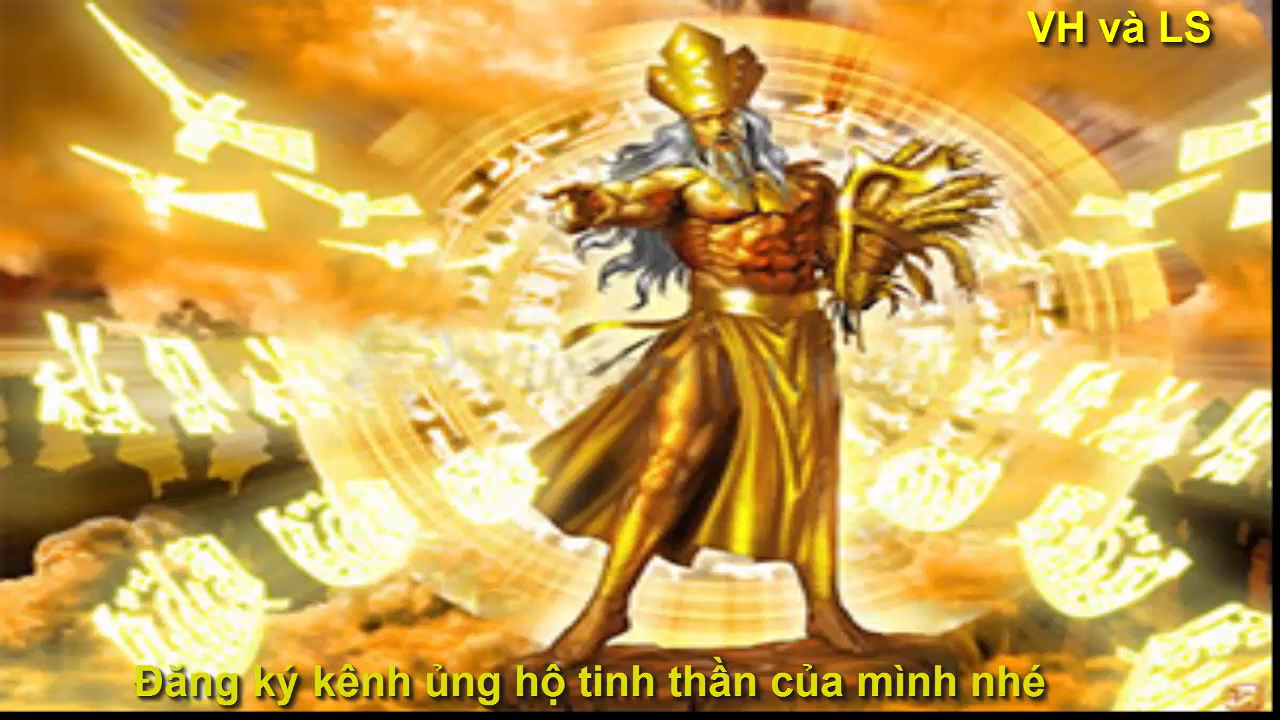 VH và LS
Đăng ký kênh ủng hộ tinh thần của mình nhé